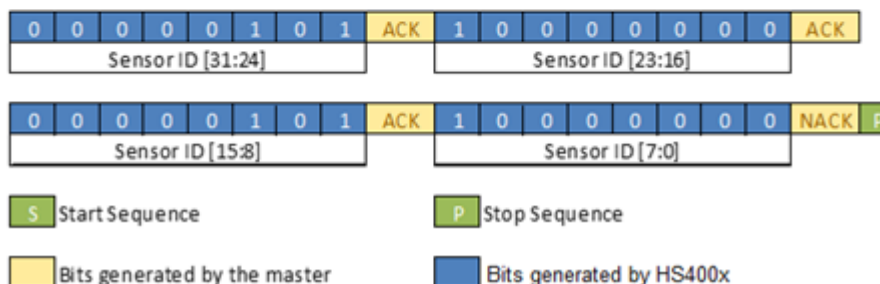 0 0 0 0 0 1 0 1 ACK 1 0 0 0 0 0 0 0 ACK
Sensor ID [31:24] Sensor ID [23:16]
0 0 0 0 0 1 0 1 ACK 1 0 0 0 0 0 0 0 NACK P
Sensor ID [15:8] Sensor ID [7:0]
S Start Sequence P Stop Sequence
Bits generated by the master Bits generated by HS400x